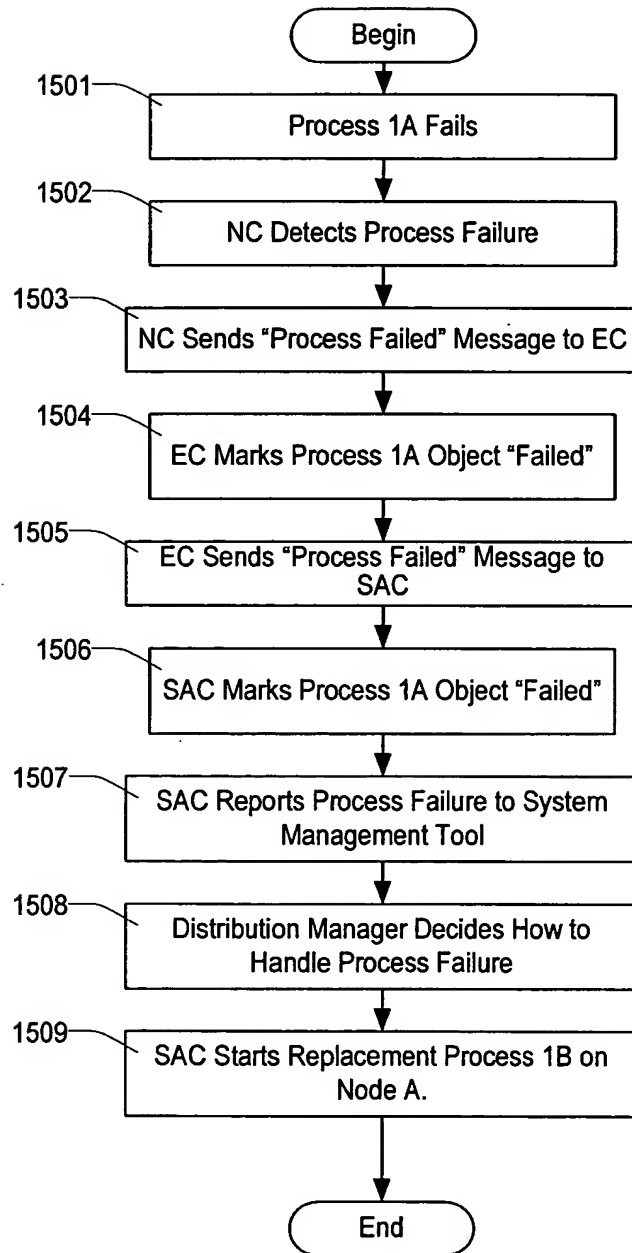 Begin
1501
Process 1A Fails
1502
NC Detects Process Failure
1503
NC Sends “Process Failed” Message to EC
1504
EC Marks Process 1A Object “Failed”
1505
EC Sends “Process Failed” Message to
SAC
1506
SAC Marks Process 1A Object “Failed”
1507
SAC Reports Process Failure to System
Management Tool
1508
Distribution Manager Decides How to
Handle Process Failure
1509
SAC Starts Replacement Process 1B on
Node A.
End